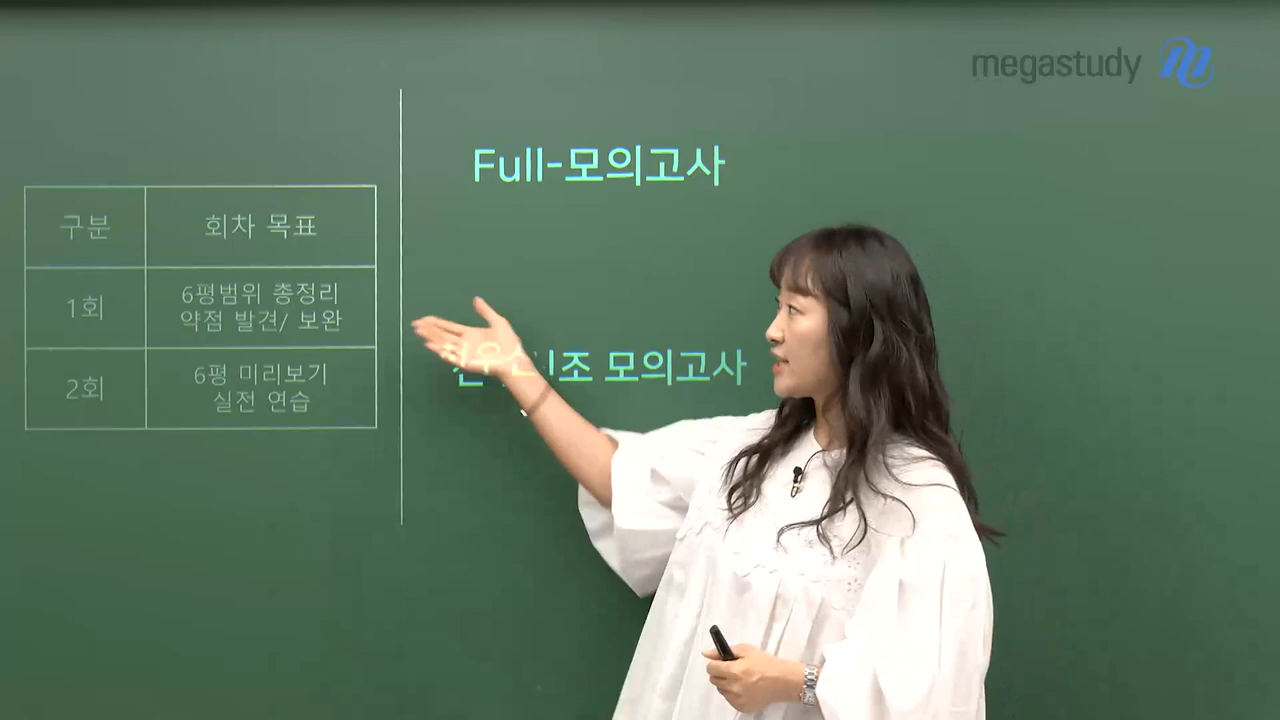 megastudy
Full-모의고사
구분
회차 목표
1회
6평범위 총정리
약점 발견/ 보완
2회
6평 미리보기
실전 연습
모의고사